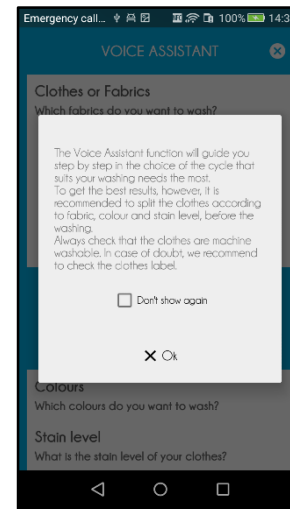 Emergency call... 100% 14:3
VOICE ASSISTANT
Clothes or Fabrics
Which fabrics do you want to wash?
The Voice Assistant function will guide you
step by step in the choice of the cycle that
suits your washing needs the most.
To get the best results, however, it is
recommended to split the clothes according
to fabric, colour and stain level, before the
washing.
Always check that the clothes are machine
washable. In case of doubt, we recommend
to check the clothes label.
Don't show again
Ok
Colours
Which colours do you want to wash?
Stain level
What is the stain level of your clothes?